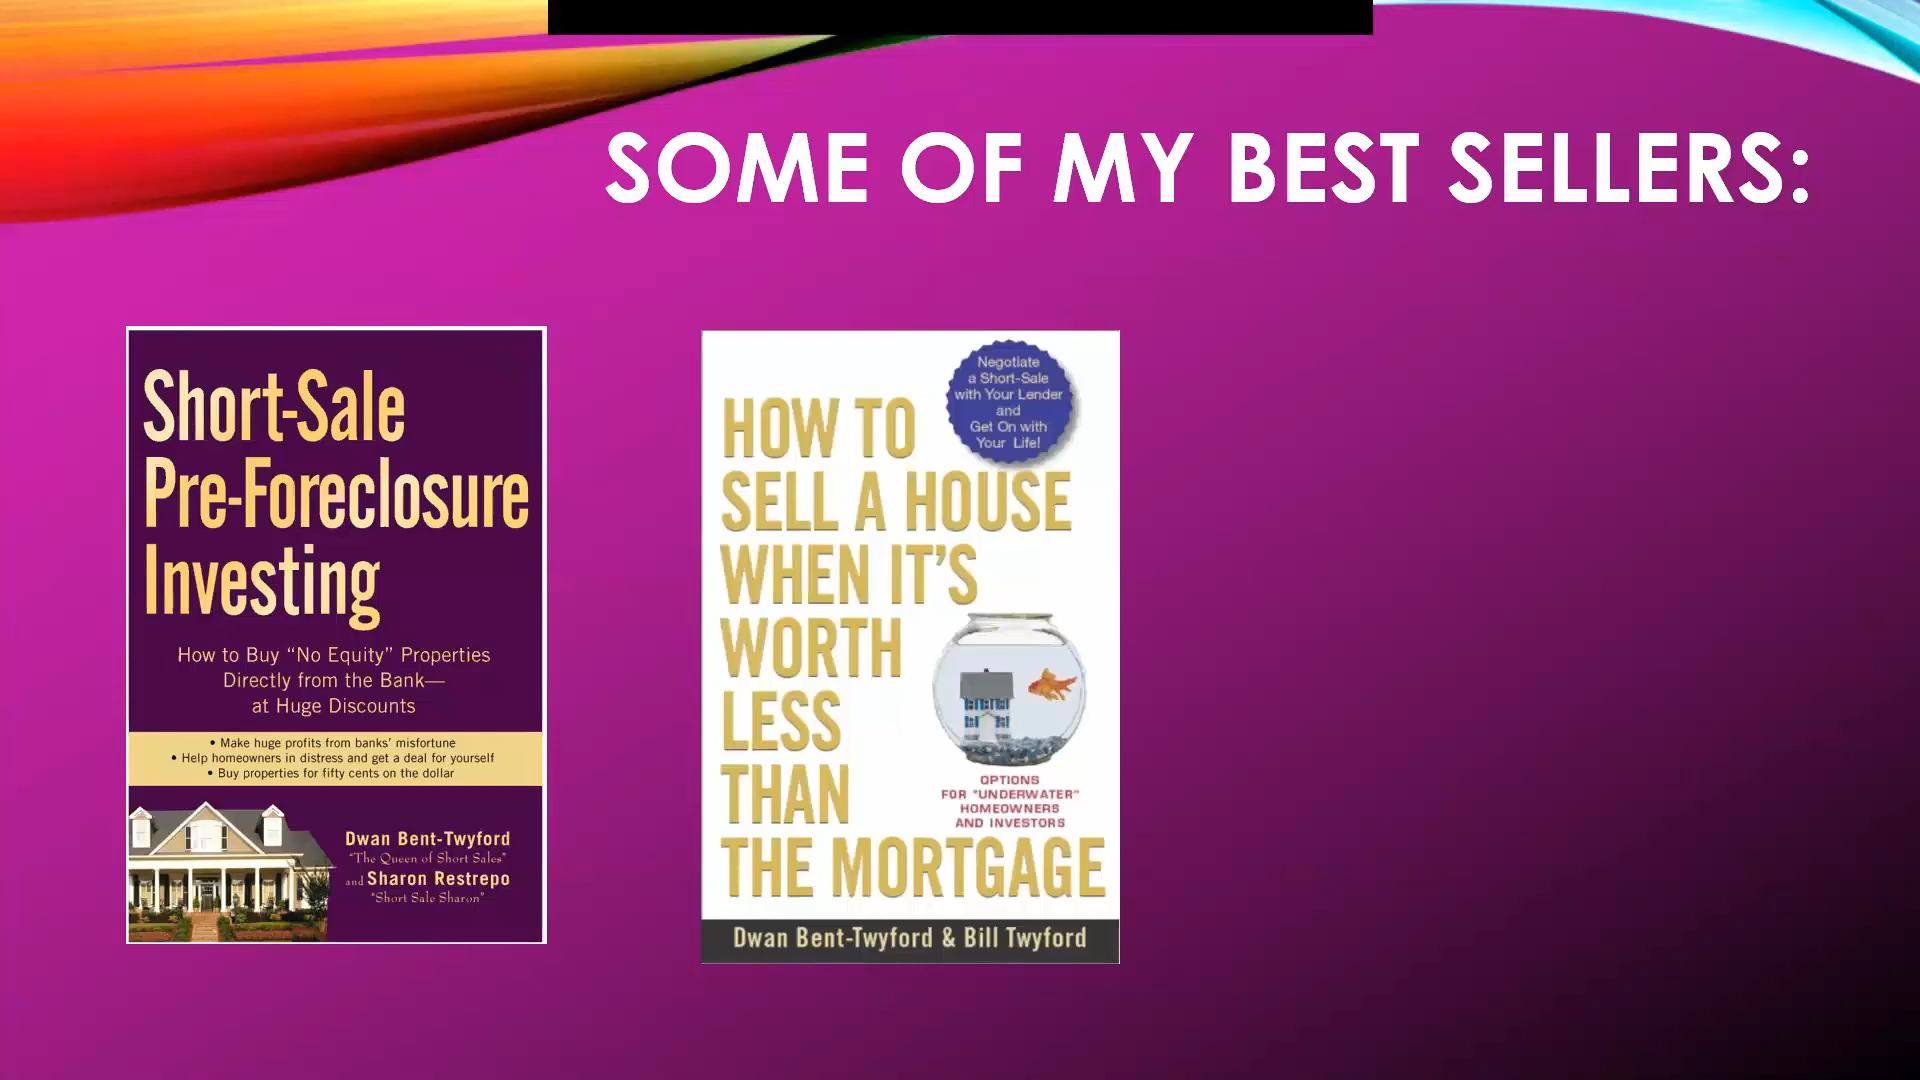 SOME OF MY BEST SELLERS:
Short-Sale
Pre-Foreclosure
Investing
How to Buy “No Equity” Properties
Directly from the Bank—
at Huge Discounts
• Make huge profits from banks’ misfortune
• Help homeowners in distress and get a deal for yourself
• Buy properties for fifty cents on the dollar
Dwan Bent-Twyford
“The Queen of Short Sales”
and Sharon Restrepo
“Short Sale Sharon”
Negotiate
a Short-Sale
with Your Lender
and
Get On with
Your Life!
HOW TO
SELL A HOUSE
WHEN IT’S
WORTH
LESS
THAN
THE MORTGAGE
OPTIONS
FOR "UNDERWATER"
HOMEOWNERS
AND INVESTORS
Dwan Bent-Twyford & Bill Twyford